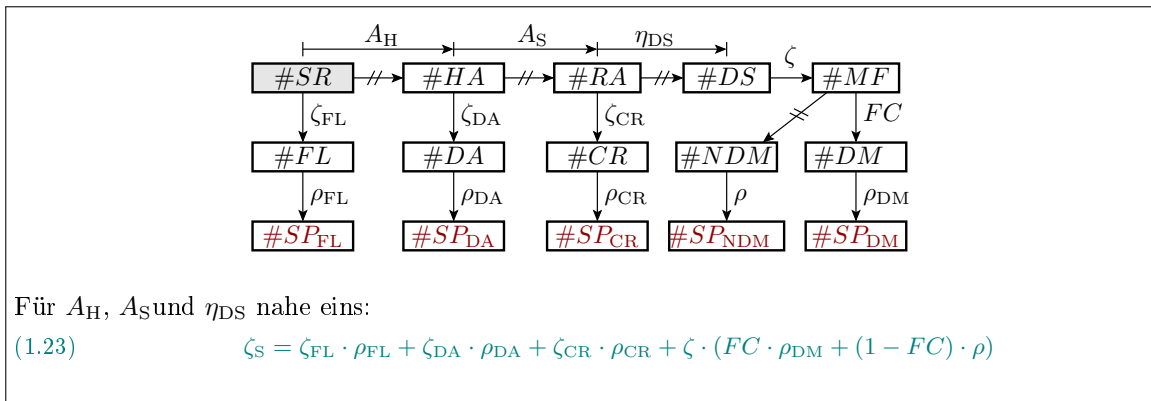 A_H A_S η_DS
#SR #HA #RA #DS ζ #MF
ζ_FL ζ_DA ζ_CR FC
#FL #DA #CR #NDM #DM
ρ_FL ρ_DA ρ_CR ρ ρ_DM
#SP_FL #SP_DA #SP_CR #SP_NDM #SP_DM
Für A_H, A_S und η_DS nahe eins:
(1.23) ζ_S = ζ_FL · ρ_FL + ζ_DA · ρ_DA + ζ_CR · ρ_CR + ζ · (FC · ρ_DM + (1 − FC) · ρ)